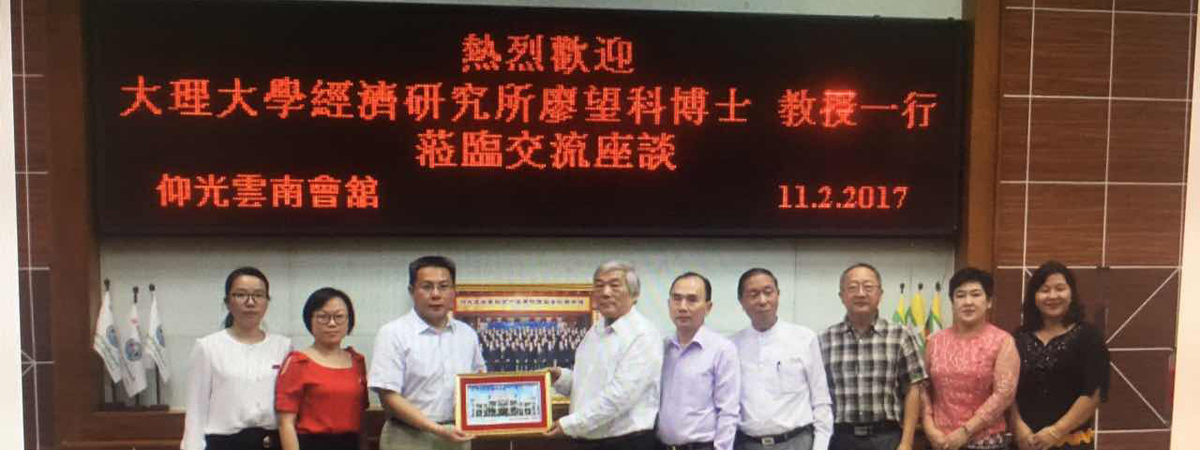 熱烈歡迎
大理大學經濟研究所廖望科博士 教授一行
蒞臨交流座談
仰光雲南會舘 11.2.2017